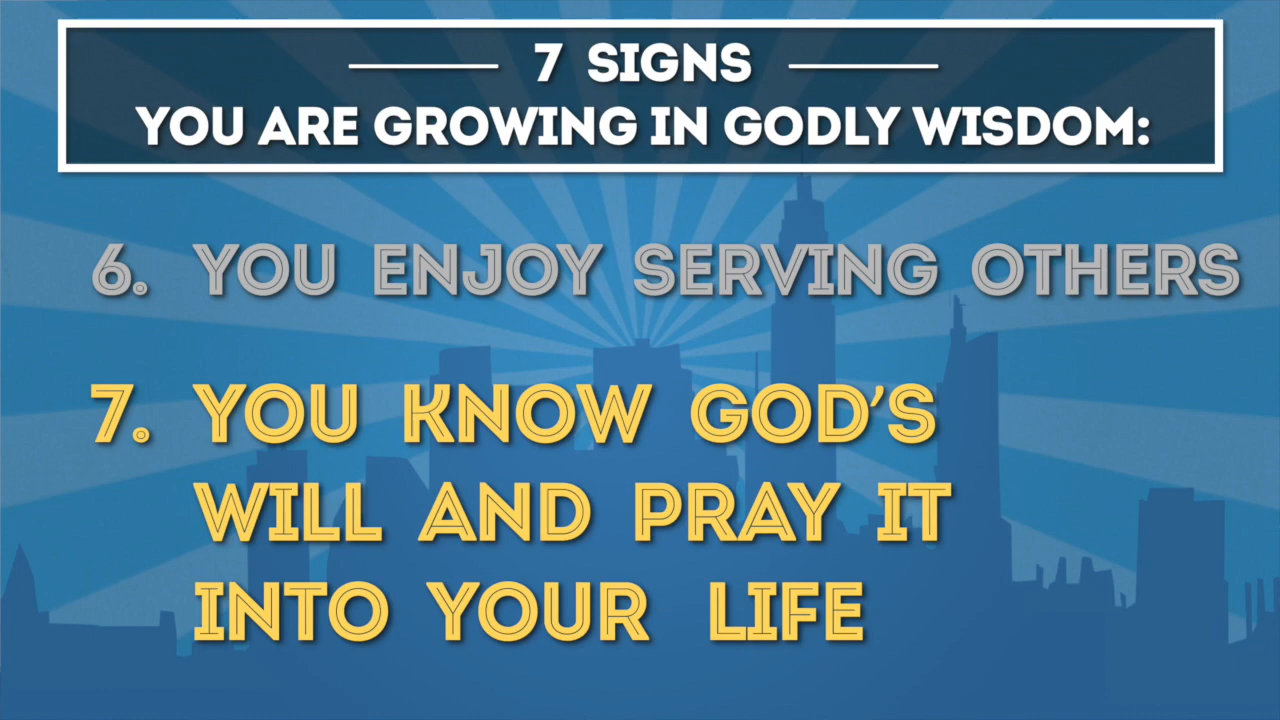 7 SIGNS
YOU ARE GROWING IN GODLY WISDOM:
6. YOU ENJOY SERVING OTHERS
7. YOU KNOW GOD'S
WILL AND PRAY IT
INTO YOUR LIFE